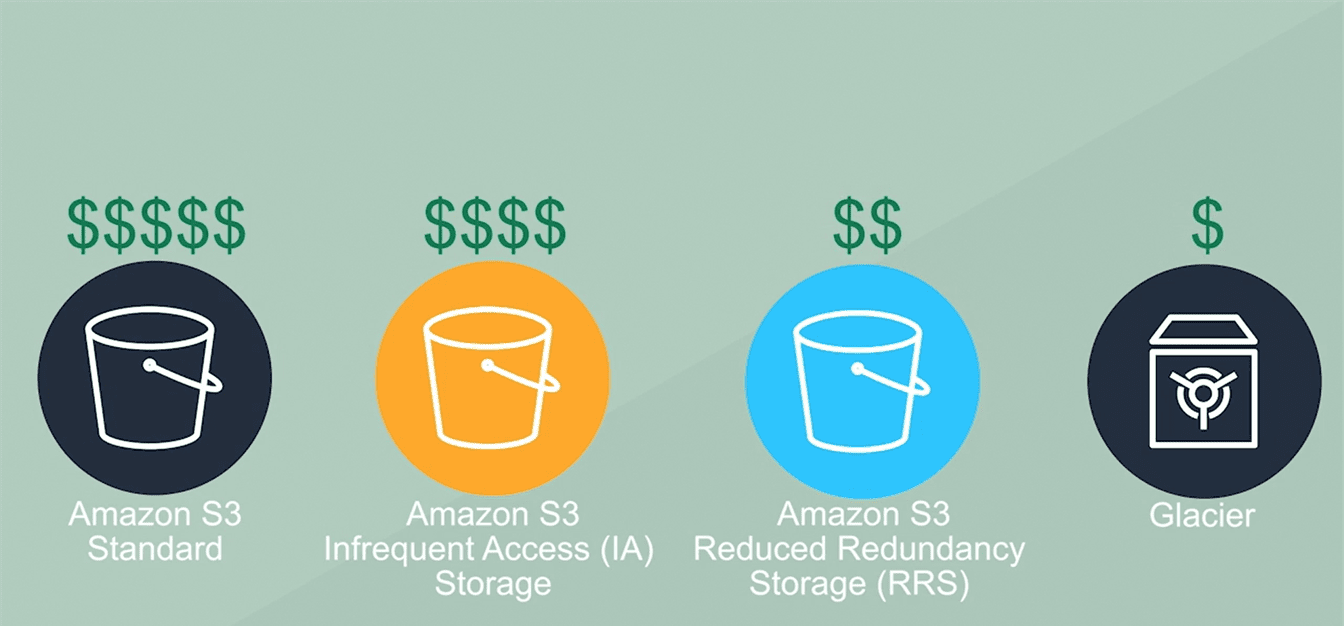 $$$$$
$$$$
$$
$
Amazon S3
Standard
Amazon S3
Infrequent Access (IA)
Storage
Amazon S3
Reduced Redundancy
Storage (RRS)
Glacier